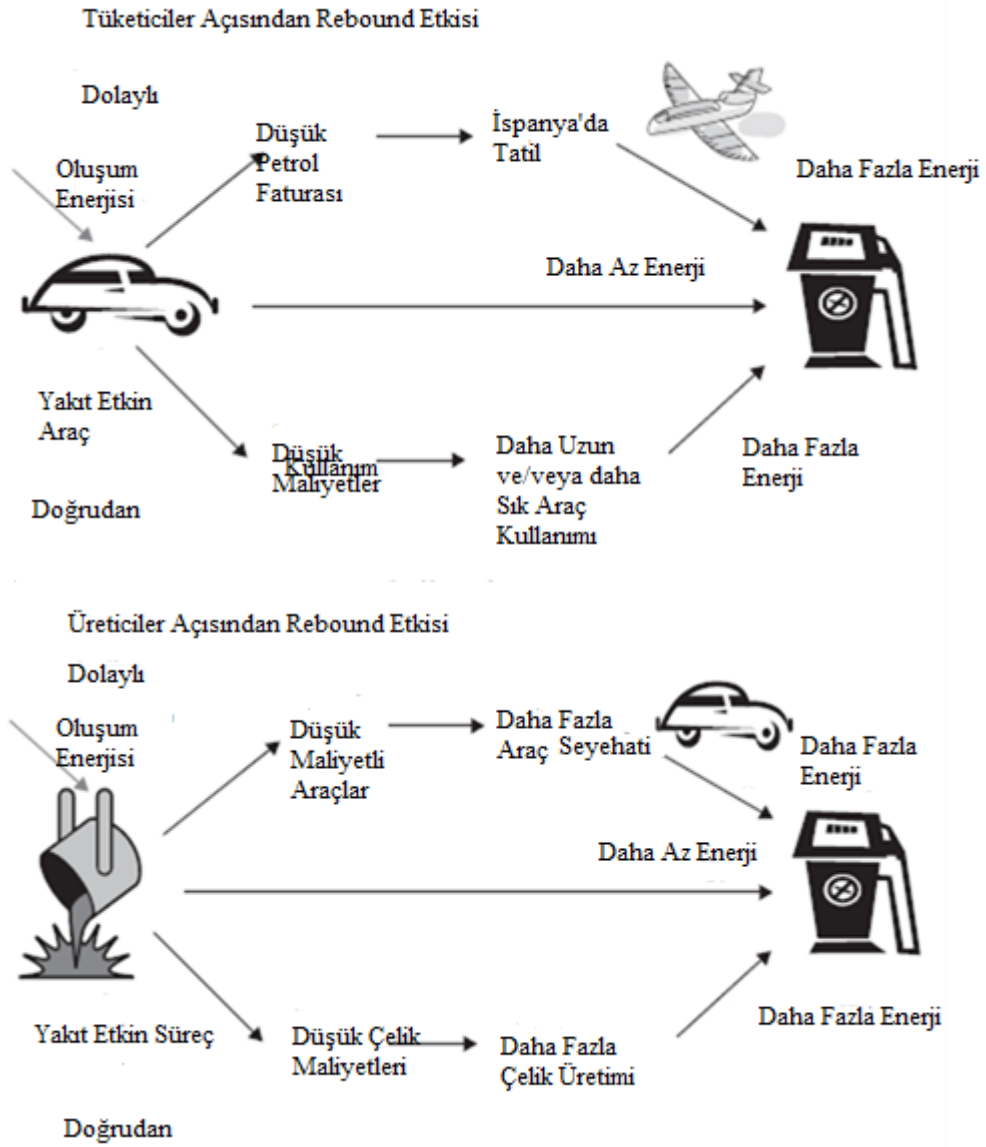 Tüketiciler Açısından Rebound Etkisi
Dolaylı
Oluşum
Enerjisi
Düşük
Petrol
Faturası
İspanya'da
Tatil
Daha Fazla Enerji
Daha Az Enerji
Yakıt Etkin
Araç
Düşük
Kullanım
Maliyetler
Daha Uzun
ve/veya daha
Sık Araç
Kullanımı
Daha Fazla
Enerji
Doğrudan
Üreticiler Açısından Rebound Etkisi
Dolaylı
Oluşum
Enerjisi
Düşük
Maliyetli
Araçlar
Daha Fazla
Araç Seyehati
Daha Fazla
Enerji
Daha Az Enerji
Yakıt Etkin Süreç
Düşük Çelik
Maliyetleri
Daha Fazla
Çelik Üretimi
Daha Fazla Enerji
Doğrudan